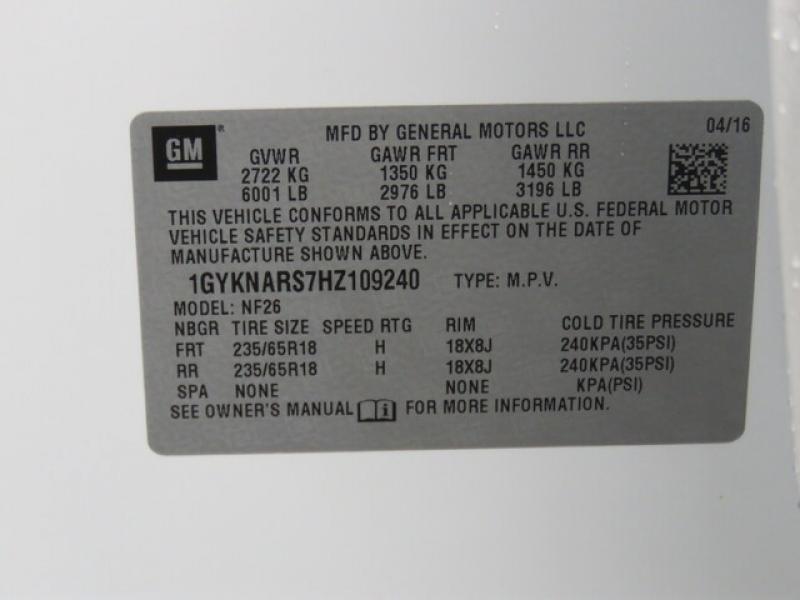 GM® MFD BY GENERAL MOTORS LLC 04/16
GVWR GAWR FRT GAWR RR
2722 KG 1350 KG 1450 KG
6001 LB 2976 LB 3196 LB
THIS VEHICLE CONFORMS TO ALL APPLICABLE U.S. FEDERAL MOTOR
VEHICLE SAFETY STANDARDS IN EFFECT ON THE DATE OF
MANUFACTURE SHOWN ABOVE.
1GYKNARS7HZ109240 TYPE: M.P.V.
MODEL: NF26
NBGR TIRE SIZE SPEED RTG RIM COLD TIRE PRESSURE
FRT 235/65R18 H 18X8J 240KPA(35PSI)
RR 235/65R18 H 18X8J 240KPA(35PSI)
SPA NONE NONE KPA(PSI)
SEE OWNER'S MANUAL i FOR MORE INFORMATION.